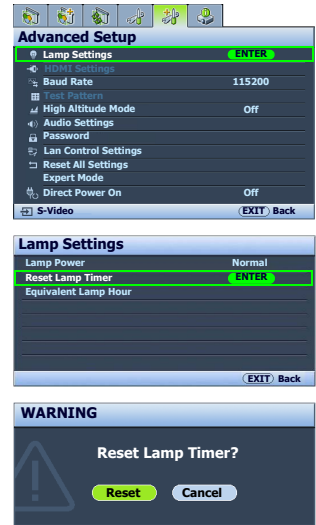 Advanced Setup
Lamp Settings ENTER
HDMI Settings
Baud Rate 115200
Test Pattern
High Altitude Mode Off
Audio Settings
Password
Lan Control Settings
Reset All Settings
Expert Mode
Direct Power On Off
S-Video EXIT Back
Lamp Settings
Lamp Power Normal
Reset Lamp Timer ENTER
Equivalent Lamp Hour
EXIT Back
WARNING
Reset Lamp Timer?
Reset Cancel